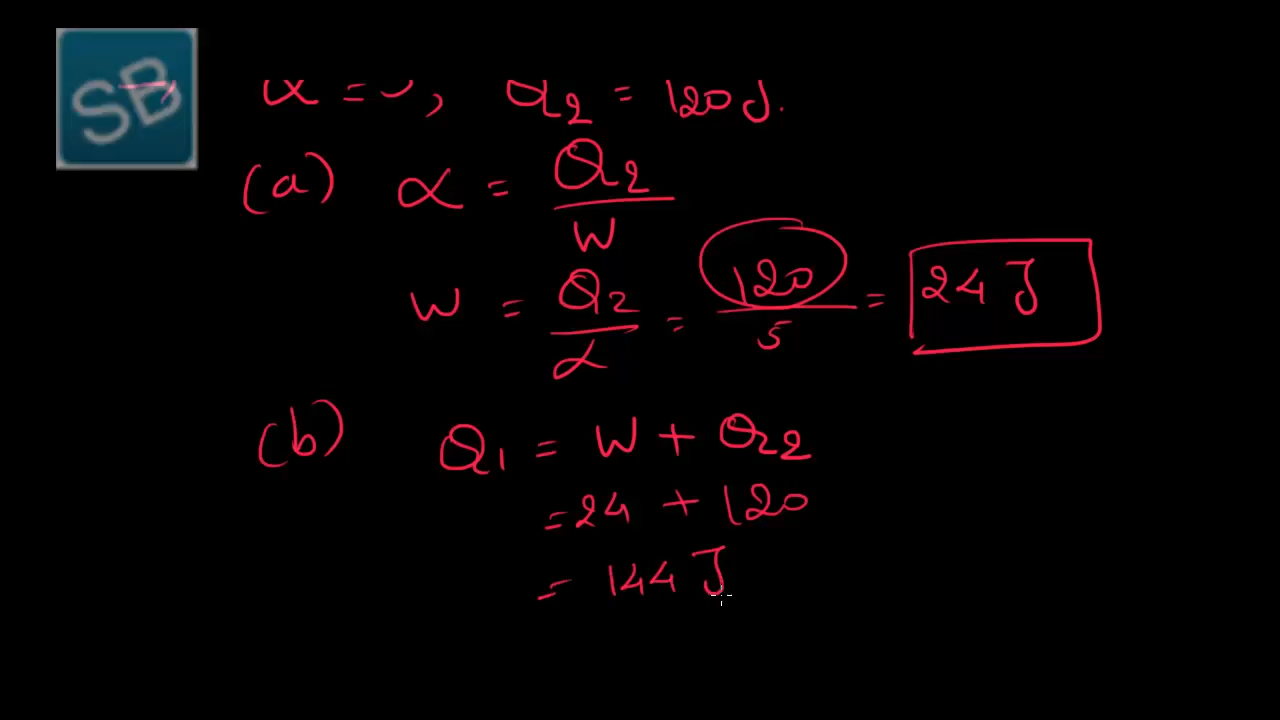 SB
α = 5, Q2 = 120 J.
(a) α = Q2 / W
W = Q2 / α = 120 / 5 = 24 J
(b) Q1 = W + Q2
= 24 + 120
= 144 J